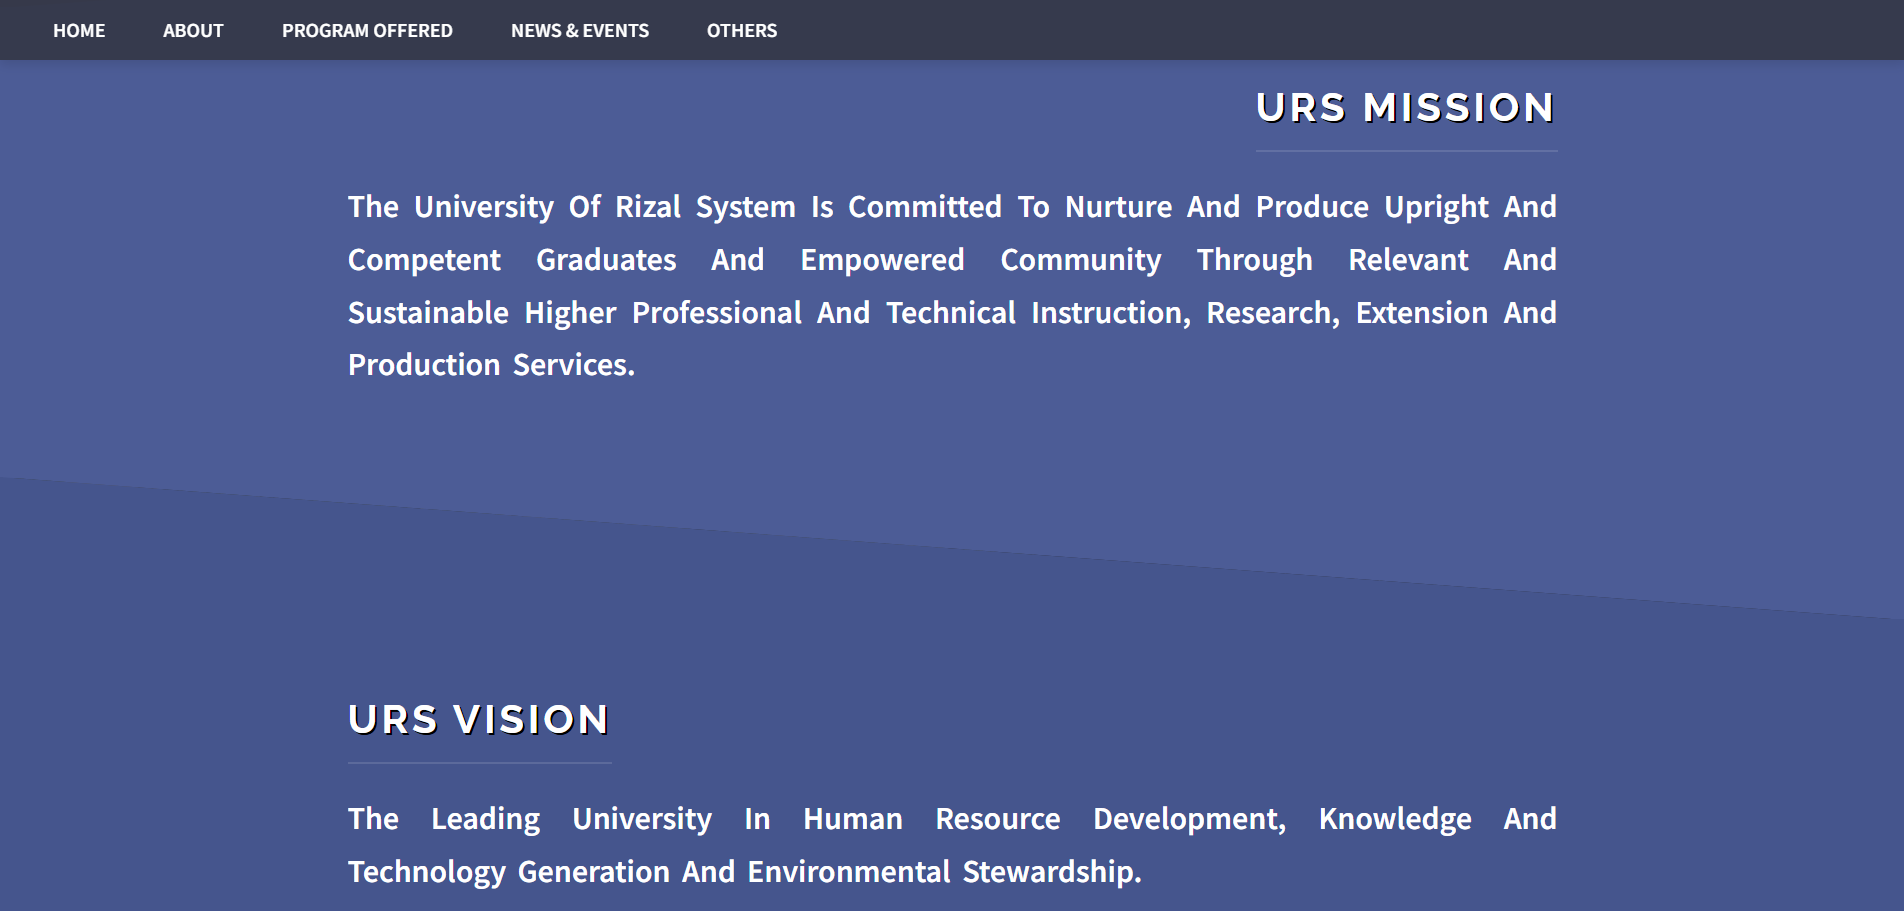 HOME ABOUT PROGRAM OFFERED NEWS & EVENTS OTHERS
URS MISSION
The University Of Rizal System Is Committed To Nurture And Produce Upright And
Competent Graduates And Empowered Community Through Relevant And
Sustainable Higher Professional And Technical Instruction, Research, Extension And
Production Services.
URS VISION
The Leading University In Human Resource Development, Knowledge And
Technology Generation And Environmental Stewardship.